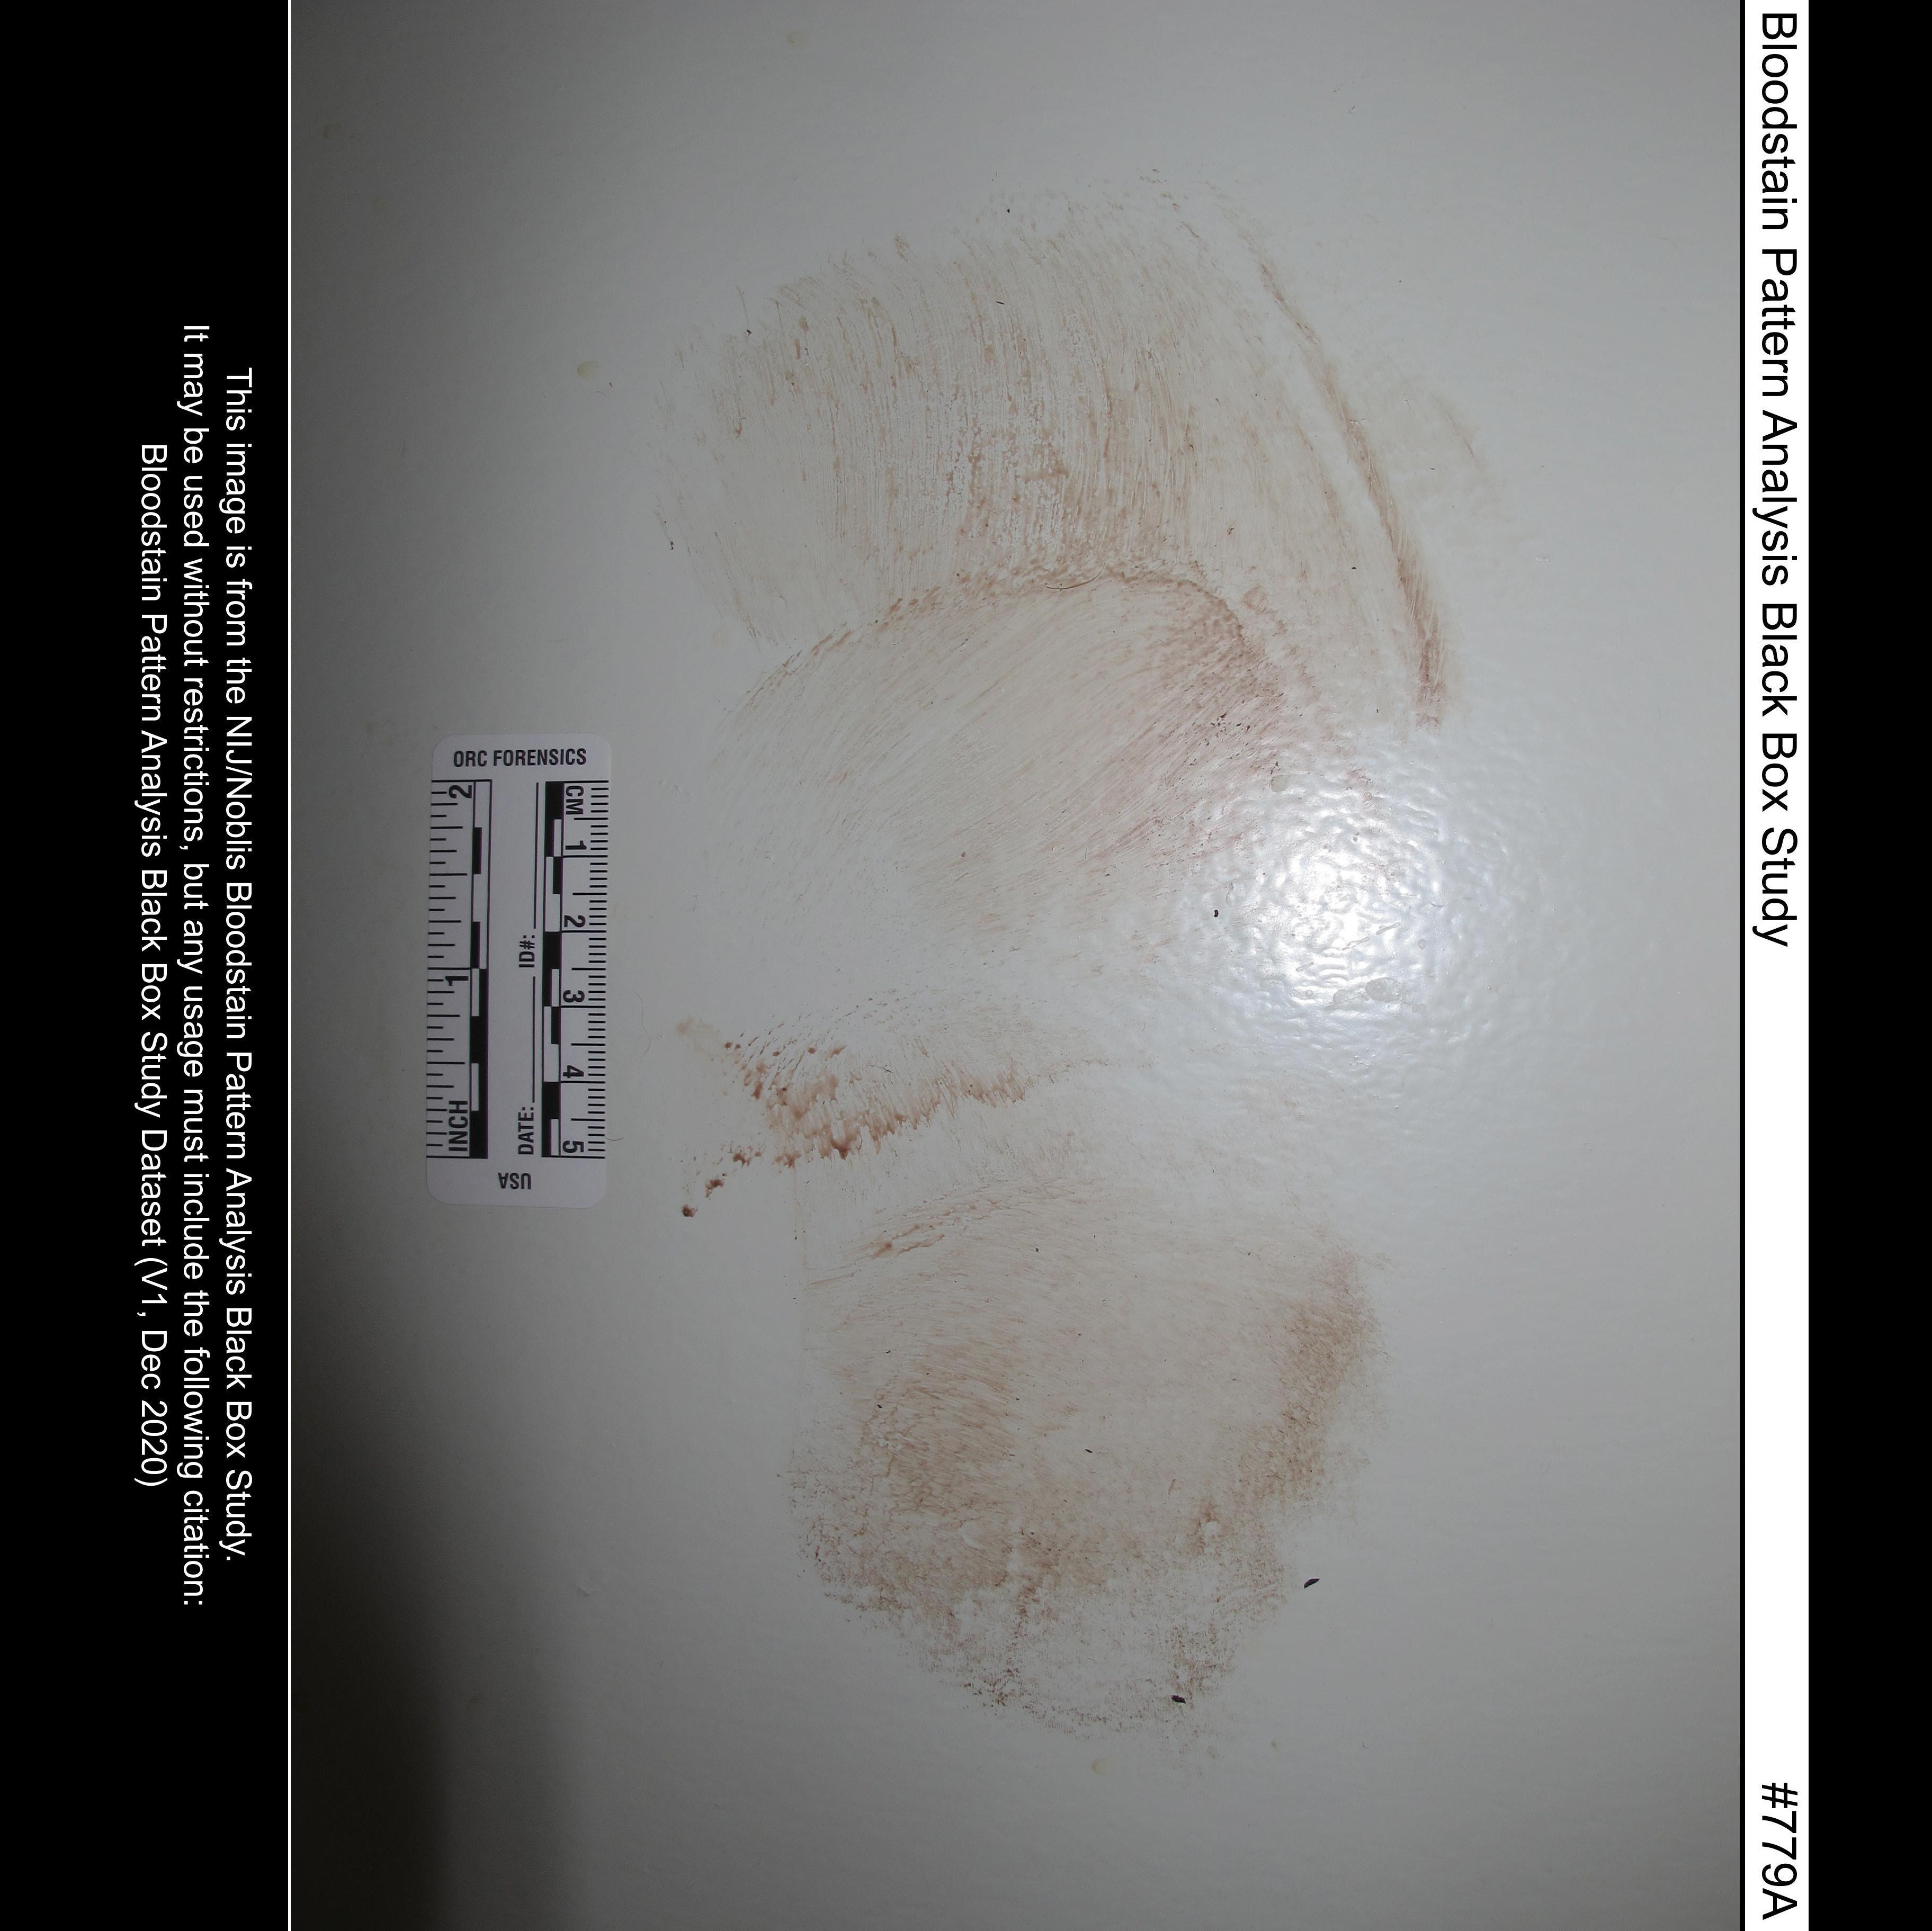 Bloodstain Pattern Analysis Black Box Study #779A
ORC FORENSICS
CM 1 2 3 4 5
ID#: DATE:
2 1 INCH
USA
This image is from the NIJ/Noblis Bloodstain Pattern Analysis Black Box Study.
It may be used without restrictions, but any usage must include the following citation:
Bloodstain Pattern Analysis Black Box Study Dataset (V1, Dec 2020)